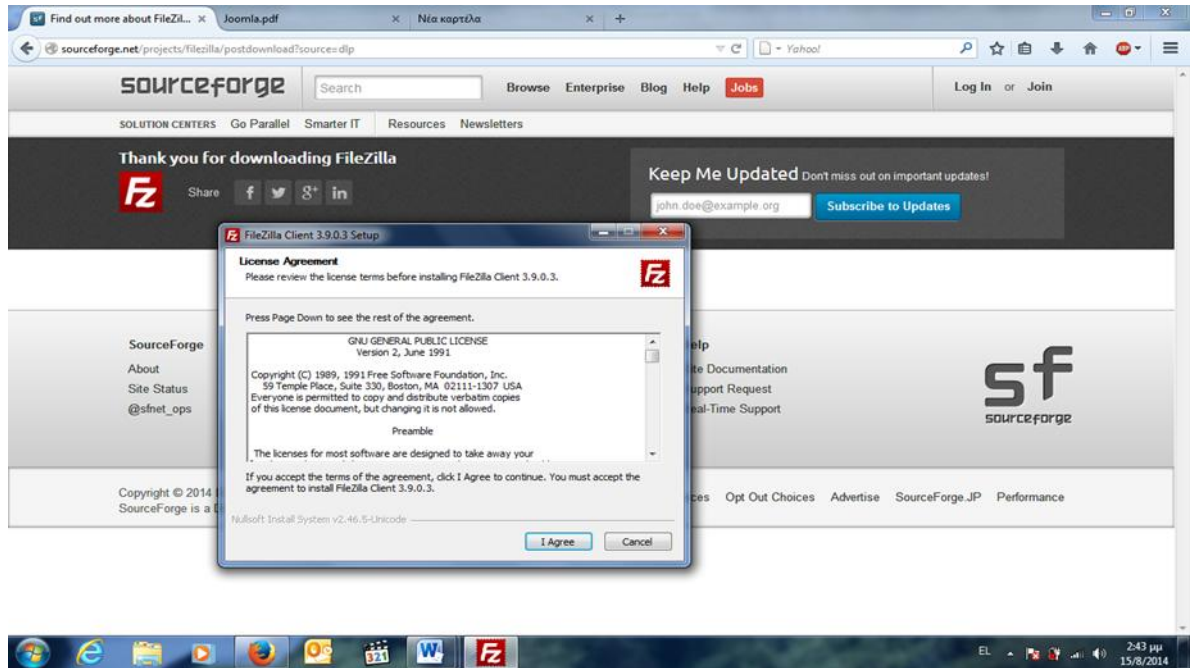 Find out more about FileZil...
Joomla.pdf
Νέα καρτέλα
sourceforge.net/projects/filezilla/postdownload?source=dlp
Yahoo!
ABP
sourceforge
Search
Browse Enterprise Blog Help Jobs
Log In or Join
SOLUTION CENTERS Go Parallel Smarter IT Resources Newsletters
Thank you for downloading FileZilla
Fz
Share f g+ in
Keep Me Updated Don't miss out on important updates!
john.doe@example.org
Subscribe to Updates
Fz FileZilla Client 3.9.0.3 Setup
License Agreement
Please review the license terms before installing FileZilla Client 3.9.0.3.
Fz
Press Page Down to see the rest of the agreement.
GNU GENERAL PUBLIC LICENSE
Version 2, June 1991
Copyright (C) 1989, 1991 Free Software Foundation, Inc.
59 Temple Place, Suite 330, Boston, MA 02111-1307 USA
Everyone is permitted to copy and distribute verbatim copies
of this license document, but changing it is not allowed.
Preamble
The licenses for most software are designed to take away your
If you accept the terms of the agreement, click I Agree to continue. You must accept the
agreement to install FileZilla Client 3.9.0.3.
Nullsoft Install System v2.46.5-Unicode
I Agree
Cancel
SourceForge
About
Site Status
@sfnet_ops
elp
te Documentation
upport Request
eal-Time Support
sf
sourceforge
Copyright © 2014
SourceForge is a
ces Opt Out Choices Advertise SourceForge.JP Performance
321
W
Fz
EL
2:43 μμ
15/8/2014